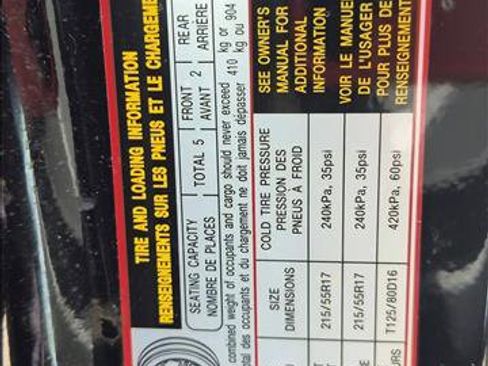 TIRE AND LOADING INFORMATION
RENSEIGNEMENTS SUR LES PNEUS ET LE CHARGEME
SEATING CAPACITY
NOMBRE DE PLACES
TOTAL 5
FRONT 2
AVANT
REAR
ARRIÈRE
combined weight of occupants and cargo should never exceed kg or 904
tal des occupants et du chargement ne doit jamais dépasser 410 kg ou
SIZE
DIMENSIONS
COLD TIRE PRESSURE
PRESSION DES
PNEUS À FROID
SEE OWNER'S
MANUAL FOR
ADDITIONAL
INFORMATION
215/55R17 240kPa, 35psi
215/55R17 240kPa, 35psi
T125/80D16 420kPa, 60psi
VOIR LE MANUE
DE L'USAGER
POUR PLUS DE
RENSEIGNEMENT